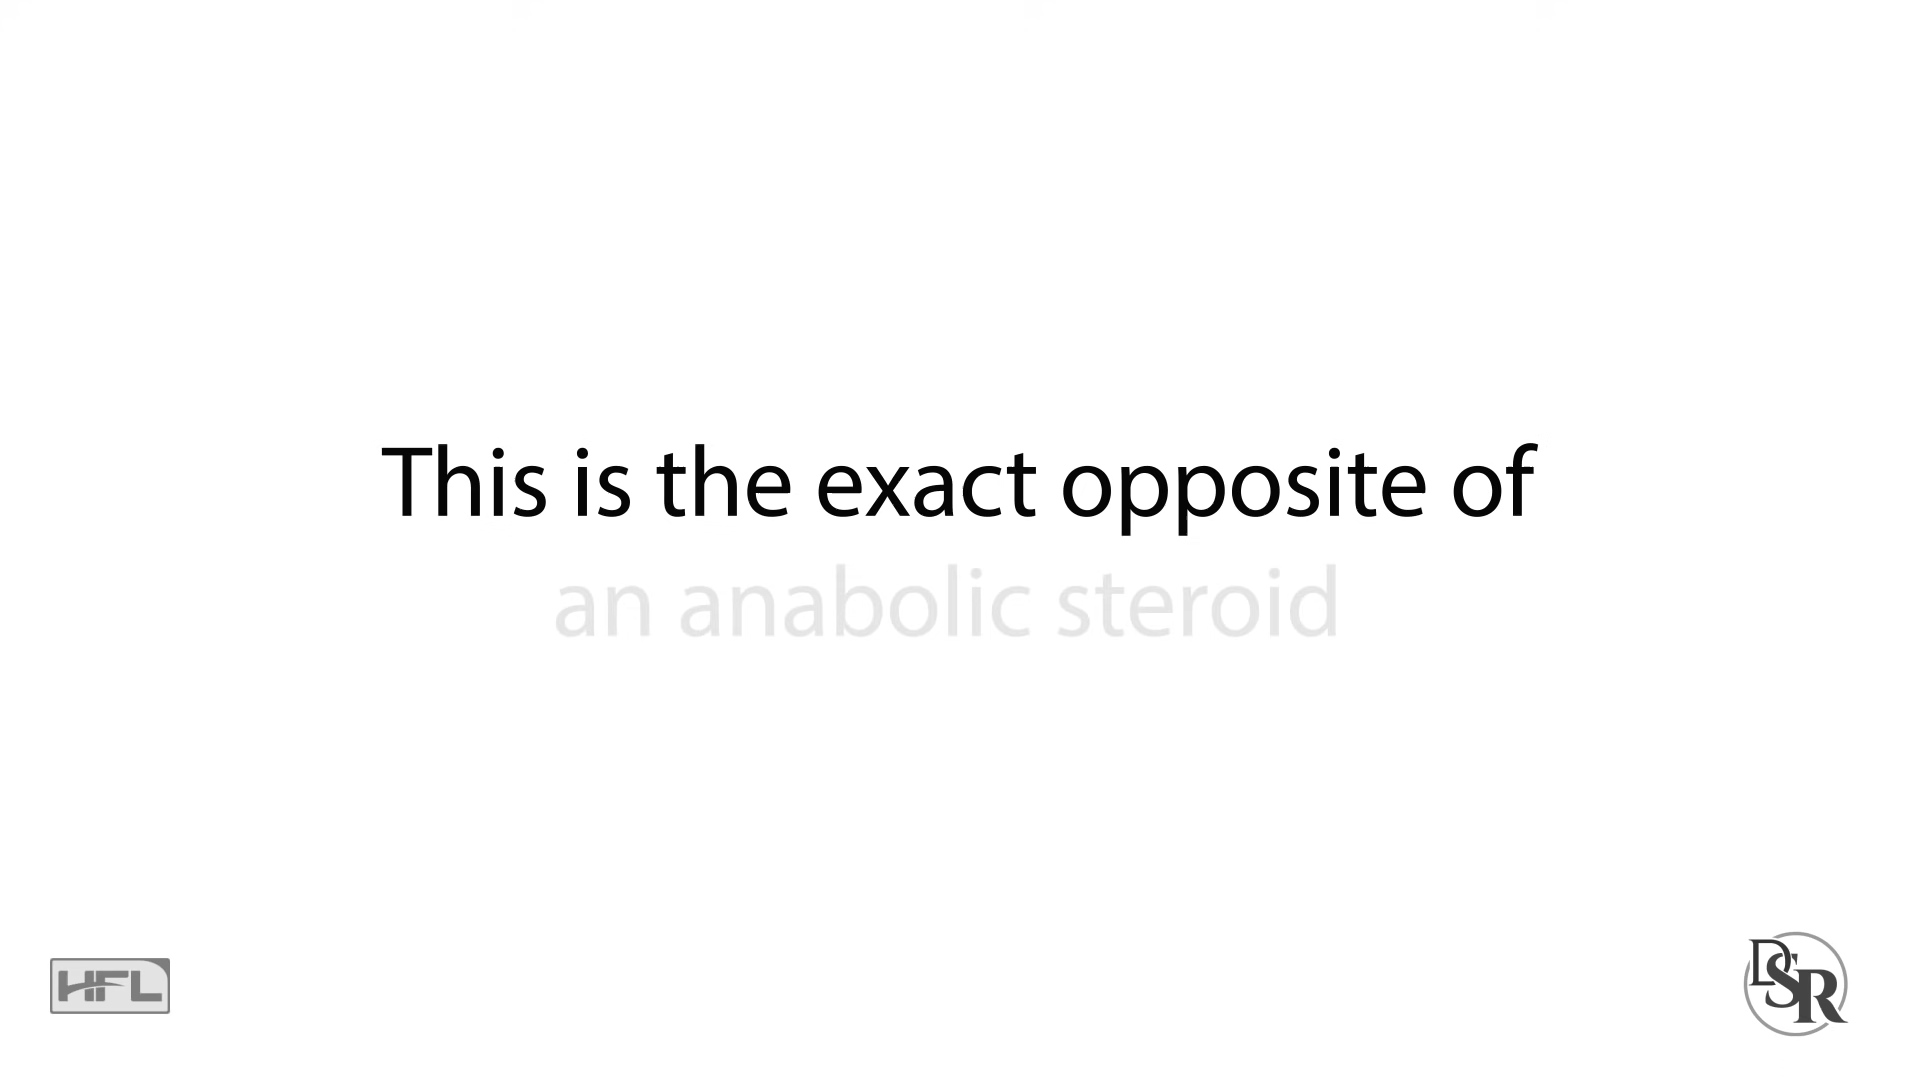 This is the exact opposite of
an anabolic steroid
HFL
DSR